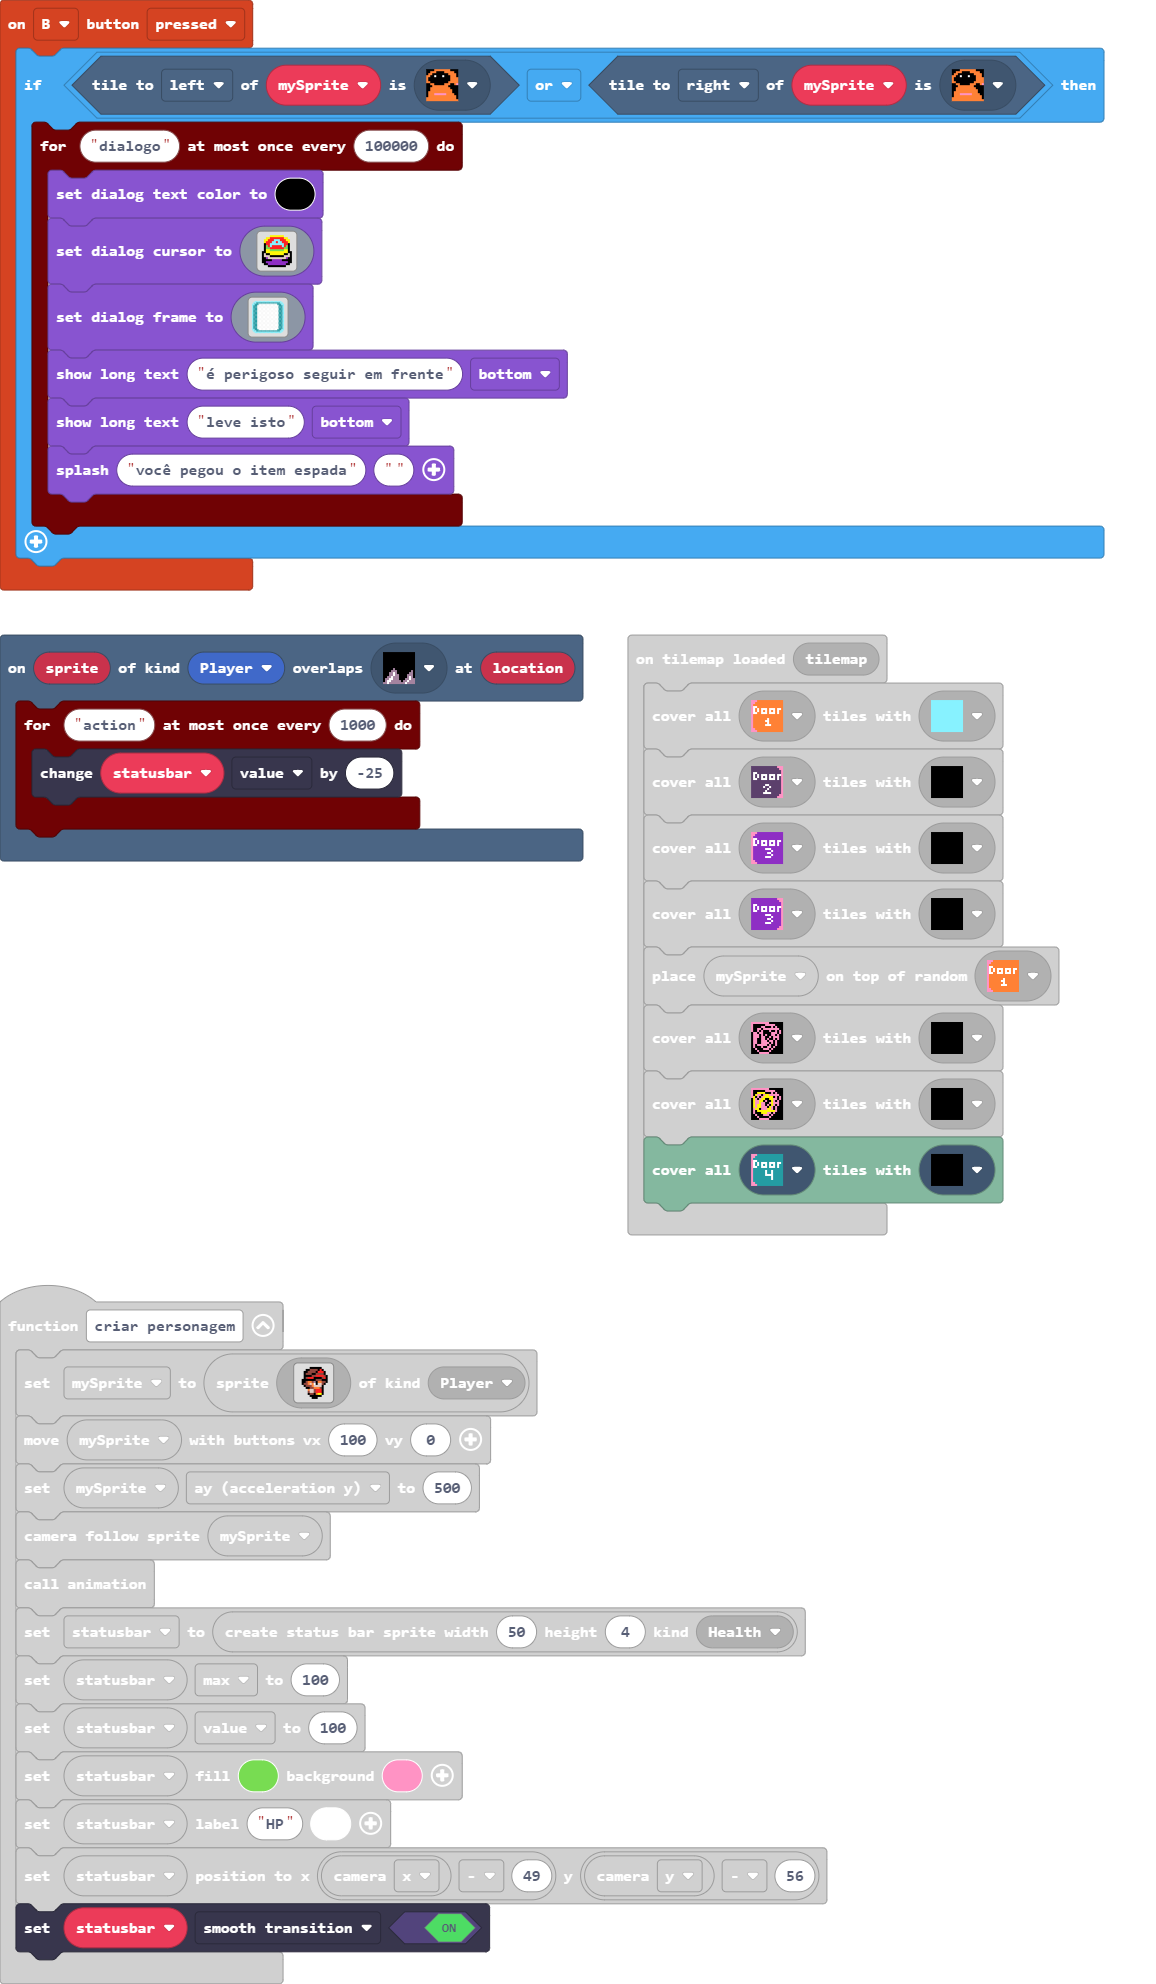 on B button pressed
if tile to left of mySprite is or tile to right of mySprite is then
for "dialogo" at most once every 100000 do
set dialog text color to
set dialog cursor to
set dialog frame to
show long text "é perigoso seguir em frente" bottom
show long text "leve isto" bottom
splash "você pegou o item espada" " "
on sprite of kind Player overlaps at location
for "action" at most once every 1000 do
change statusbar value by -25
on tilemap loaded tilemap
cover all Door 1 tiles with
cover all Door 2 tiles with
cover all Door 3 tiles with
cover all Door 3 tiles with
place mySprite on top of random Door 1
cover all tiles with
cover all tiles with
cover all Door 4 tiles with
function criar personagem
set mySprite to sprite of kind Player
move mySprite with buttons vx 100 vy 0
set mySprite ay (acceleration y) to 500
camera follow sprite mySprite
call animation
set statusbar to create status bar sprite width 50 height 4 kind Health
set statusbar max to 100
set statusbar value to 100
set statusbar fill background
set statusbar label "HP"
set statusbar position to x camera x - 49 y camera y - 56
set statusbar smooth transition ON